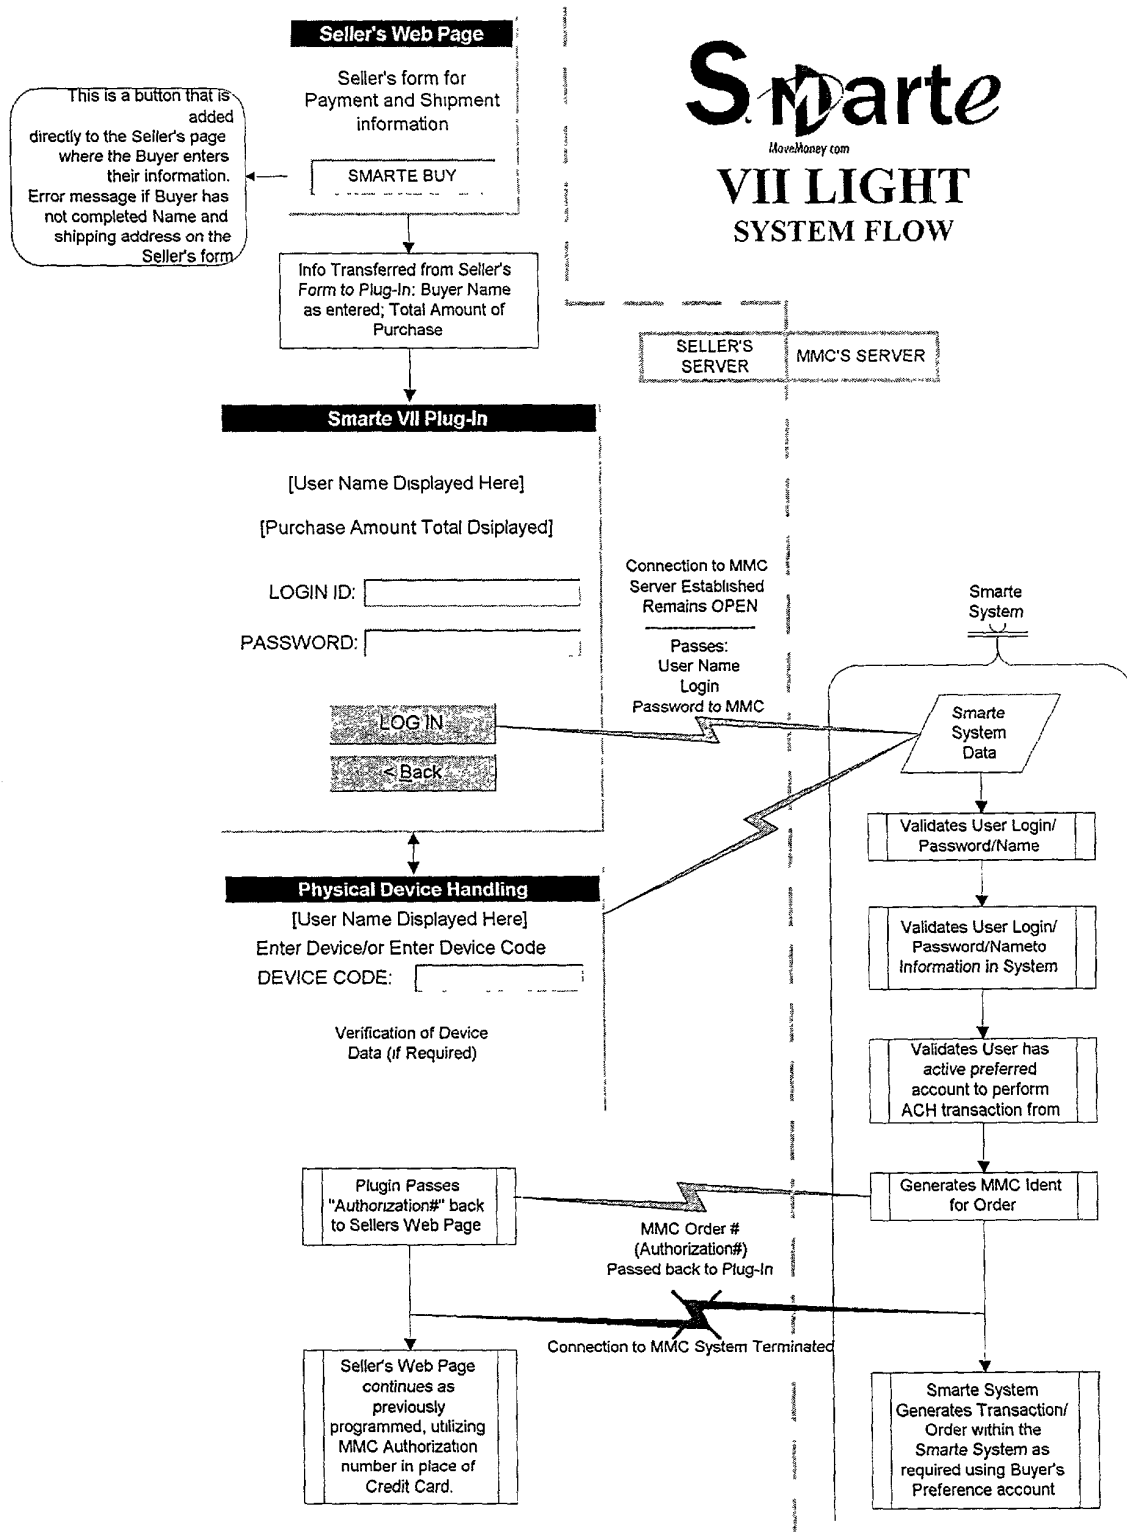 Seller's Web Page
Seller's form for
Payment and Shipment
information
SMARTE BUY
This is a button that is
added
directly to the Seller's page
where the Buyer enters
their information.
Error message if Buyer has
not completed Name and
shipping address on the
Seller's form
Smarte
MoveMoney com
VII LIGHT
SYSTEM FLOW
Info Transferred from Seller's
Form to Plug-In: Buyer Name
as entered; Total Amount of
Purchase
SELLER'S
SERVER
MMC'S SERVER
Smarte VII Plug-In
[User Name Displayed Here]
[Purchase Amount Total Dsiplayed]
LOGIN ID:
PASSWORD:
LOG IN
< Back
Connection to MMC
Server Established
Remains OPEN
Passes:
User Name
Login
Password to MMC
Smarte
System
Smarte
System
Data
Validates User Login/
Password/Name
Validates User Login/
Password/Nameto
Information in System
Validates User has
active preferred
account to perform
ACH transaction from
Generates MMC Ident
for Order
Physical Device Handling
[User Name Displayed Here]
Enter Device/or Enter Device Code
DEVICE CODE:
Verification of Device
Data (if Required)
Plugin Passes
"Authorization#" back
to Sellers Web Page
MMC Order #
(Authorization#)
Passed back to Plug-In
Connection to MMC System Terminated
Seller's Web Page
continues as
previously
programmed, utilizing
MMC Authorization
number in place of
Credit Card.
Smarte System
Generates Transaction/
Order within the
Smarte System as
required using Buyer's
Preference account